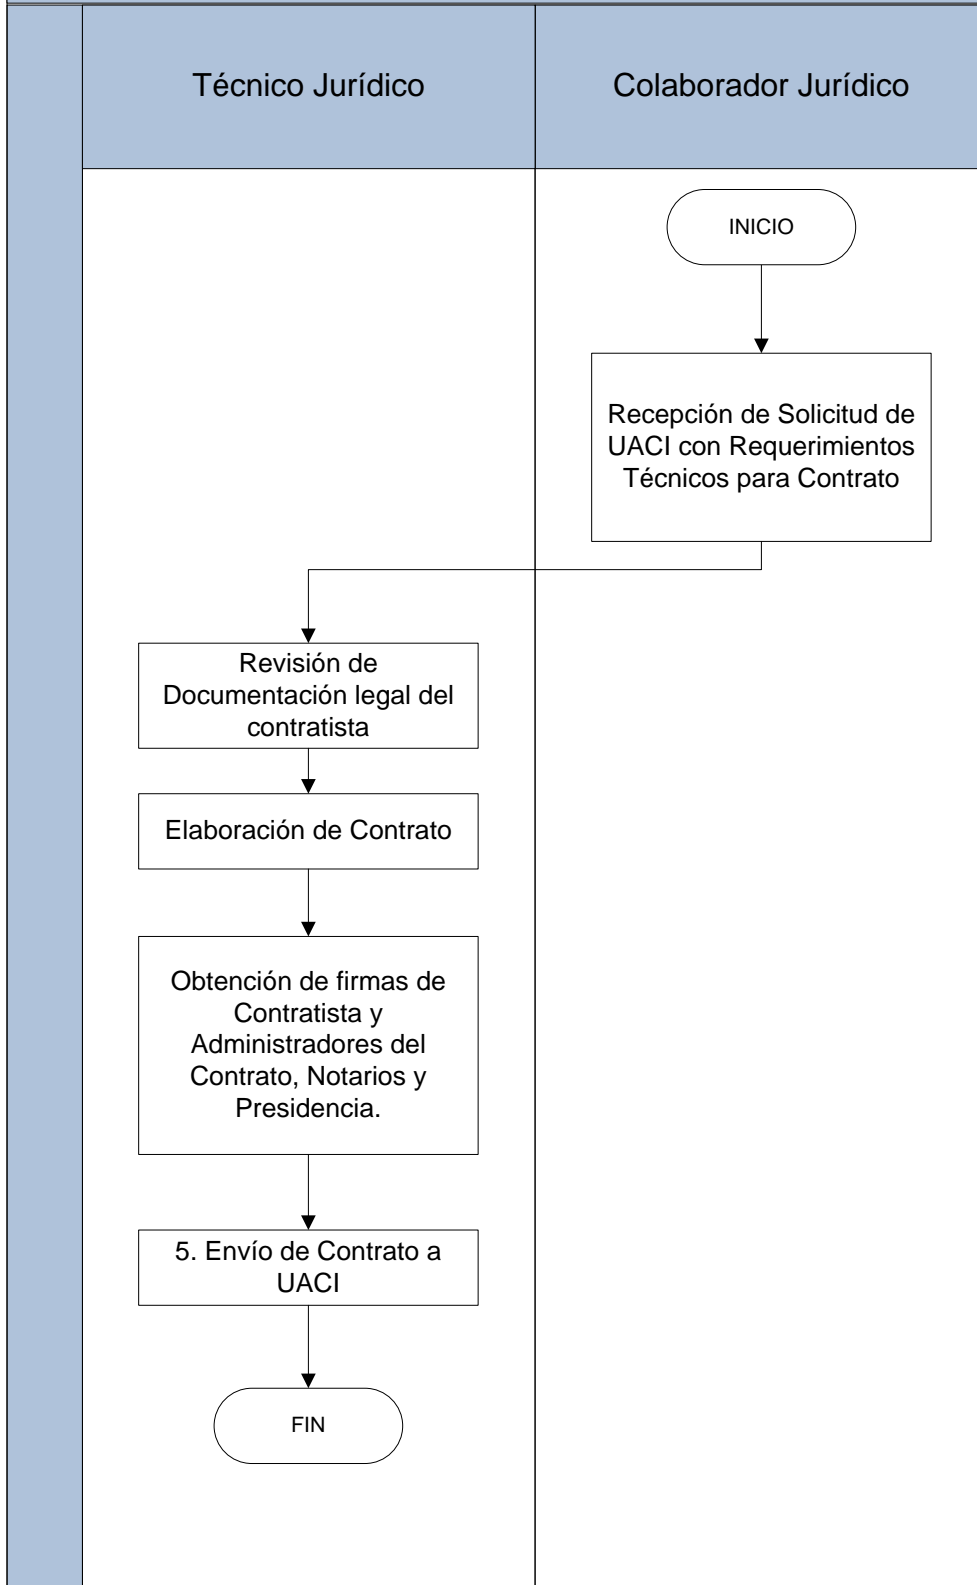 Técnico Jurídico
Colaborador Jurídico
INICIO
Recepción de Solicitud de
UACI con Requerimientos
Técnicos para Contrato
Revisión de
Documentación legal del
contratista
Elaboración de Contrato
Obtención de firmas de
Contratista y
Administradores del
Contrato, Notarios y
Presidencia.
5. Envío de Contrato a
UACI
FIN